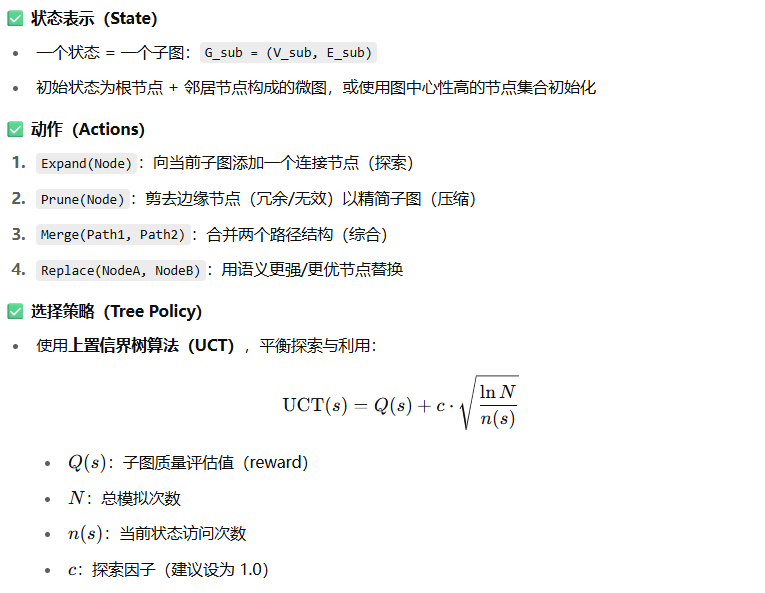 ✅ 状态表示（State）
• 一个状态 = 一个子图：G_sub = (V_sub, E_sub)
• 初始状态为根节点 + 邻居节点构成的微图，或使用图中心性高的节点集合初始化
✅ 动作（Actions）
1. Expand(Node)：向当前子图添加一个连接节点（探索）
2. Prune(Node)：剪去边缘节点（冗余/无效）以精简子图（压缩）
3. Merge(Path1, Path2)：合并两个路径结构（综合）
4. Replace(NodeA, NodeB)：用语义更强/更优节点替换
✅ 选择策略（Tree Policy）
• 使用上置信界树算法（UCT），平衡探索与利用：
UCT(s) = Q(s) + c · √(ln N / n(s))
• Q(s)：子图质量评估值（reward）
• N：总模拟次数
• n(s)：当前状态访问次数
• c：探索因子（建议设为 1.0）